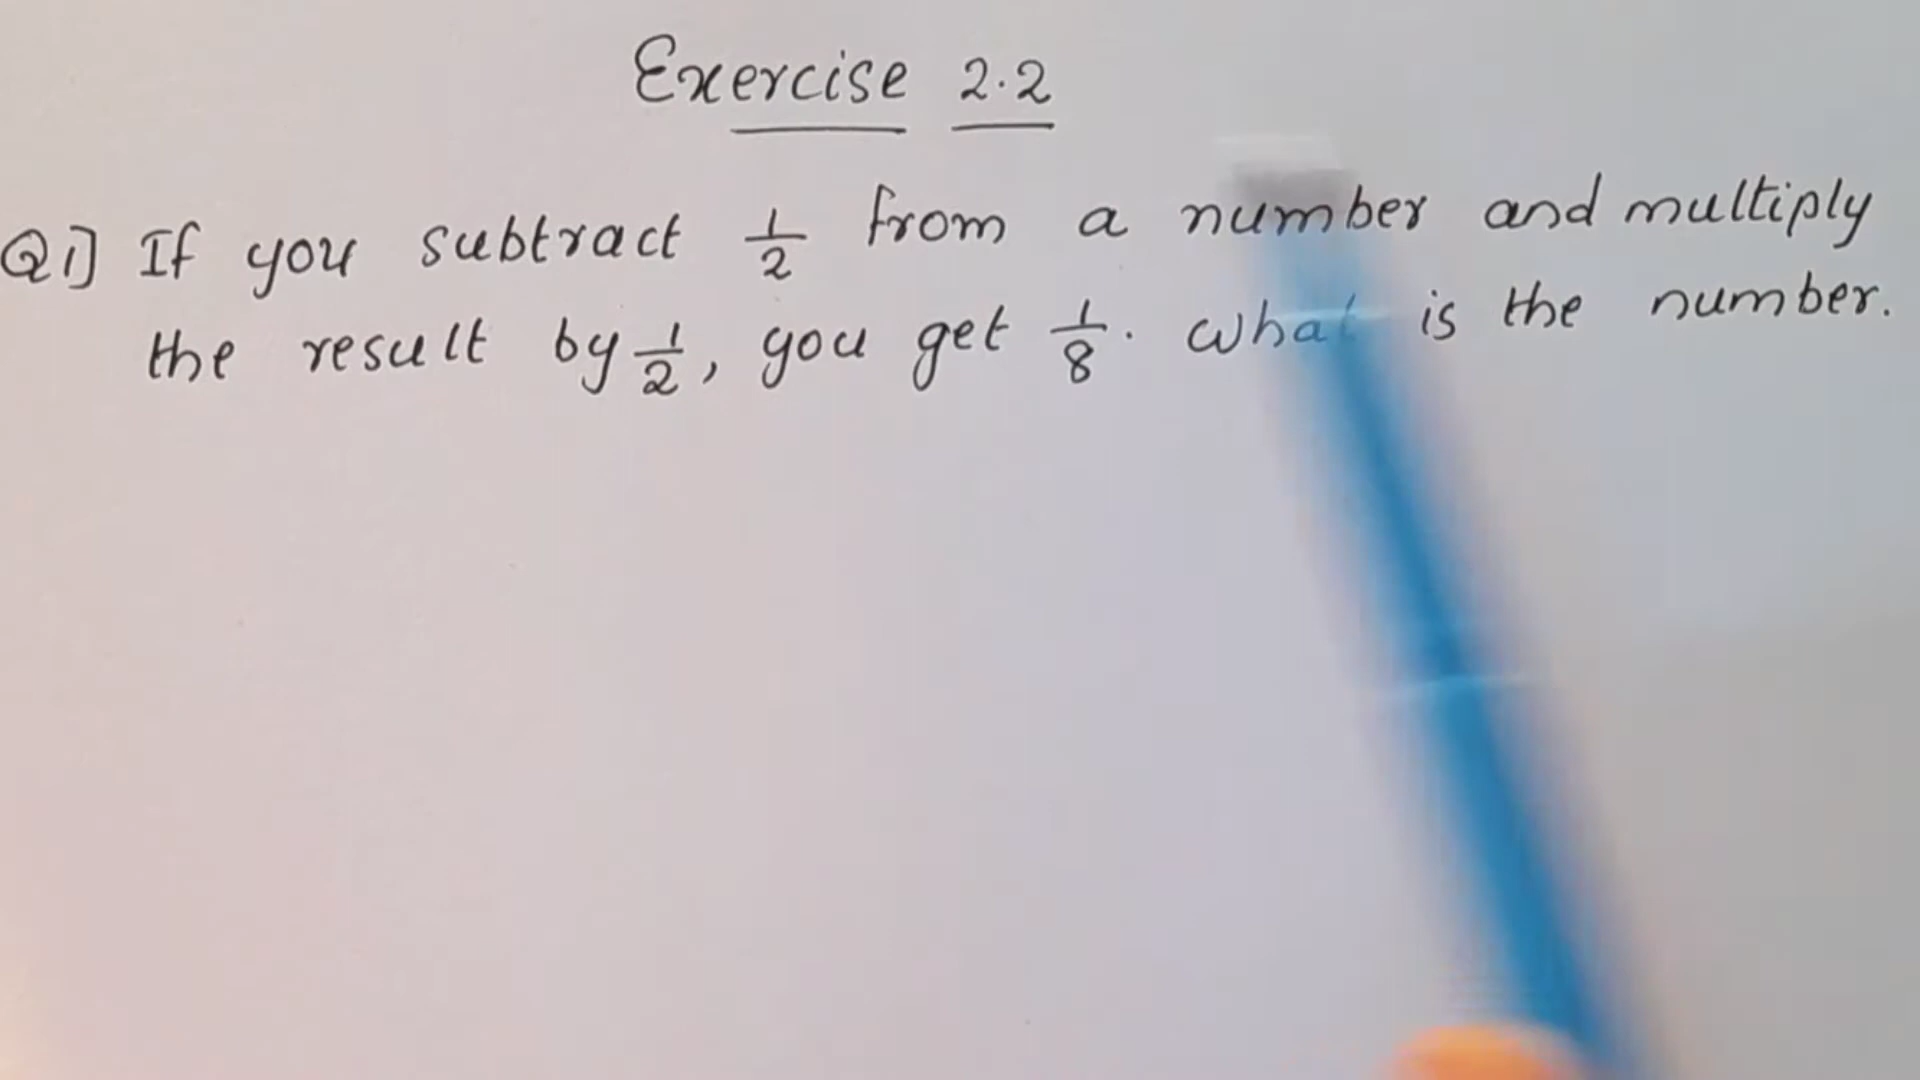 Exercise 2.2
Q1] If you subtract 1/2 from a number and multiply
the result by 1/2, you get 1/8. What is the number.